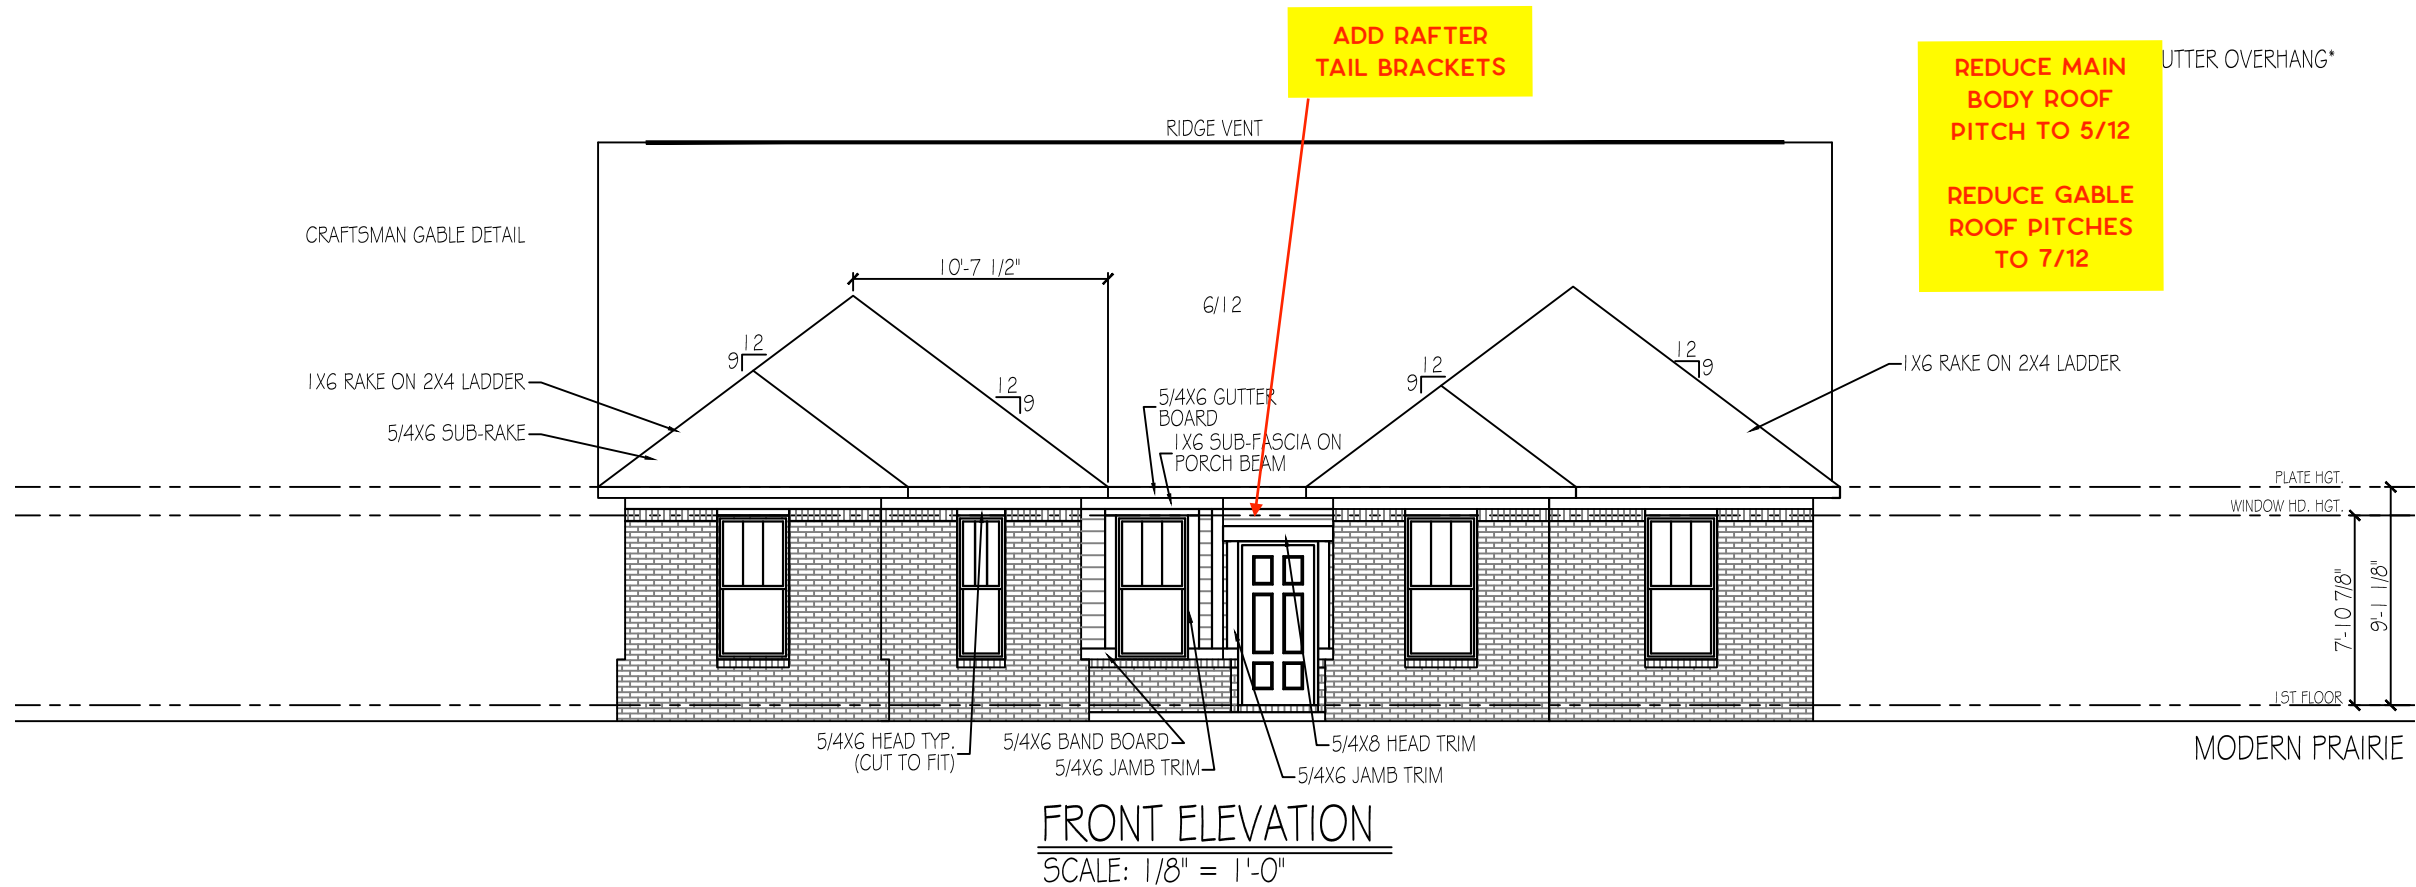 ADD RAFTER
TAIL BRACKETS
REDUCE MAIN
BODY ROOF
PITCH TO 5/12
REDUCE GABLE
ROOF PITCHES
TO 7/12
OVERHANG*
RIDGE VENT
CRAFTSMAN GABLE DETAIL
10'-7 1/2"
6/12
12
9
12
9
12
9
12
9
1X6 RAKE ON 2X4 LADDER
5/4X6 SUB-RAKE
5/4X6 GUTTER
BOARD
1X6 SUB-FASCIA ON
PORCH BEAM
1X6 RAKE ON 2X4 LADDER
PLATE HGT.
WINDOW HD. HGT.
7'-10 7/8"
9'-1 1/8"
1ST FLOOR
5/4X6 HEAD TYP.
(CUT TO FIT)
5/4X6 BAND BOARD
5/4X6 JAMB TRIM
5/4X8 HEAD TRIM
5/4X6 JAMB TRIM
MODERN PRAIRIE
FRONT ELEVATION
SCALE: 1/8" = 1'-0"